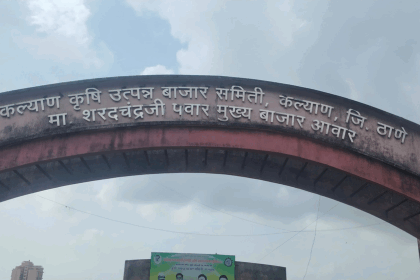 कल्याण कृषि उत्पन्न बाजार समिती, कल्याण, जि. ठाणे
मा. शरदचंद्रजी पवार मुख्य बाजार आवार